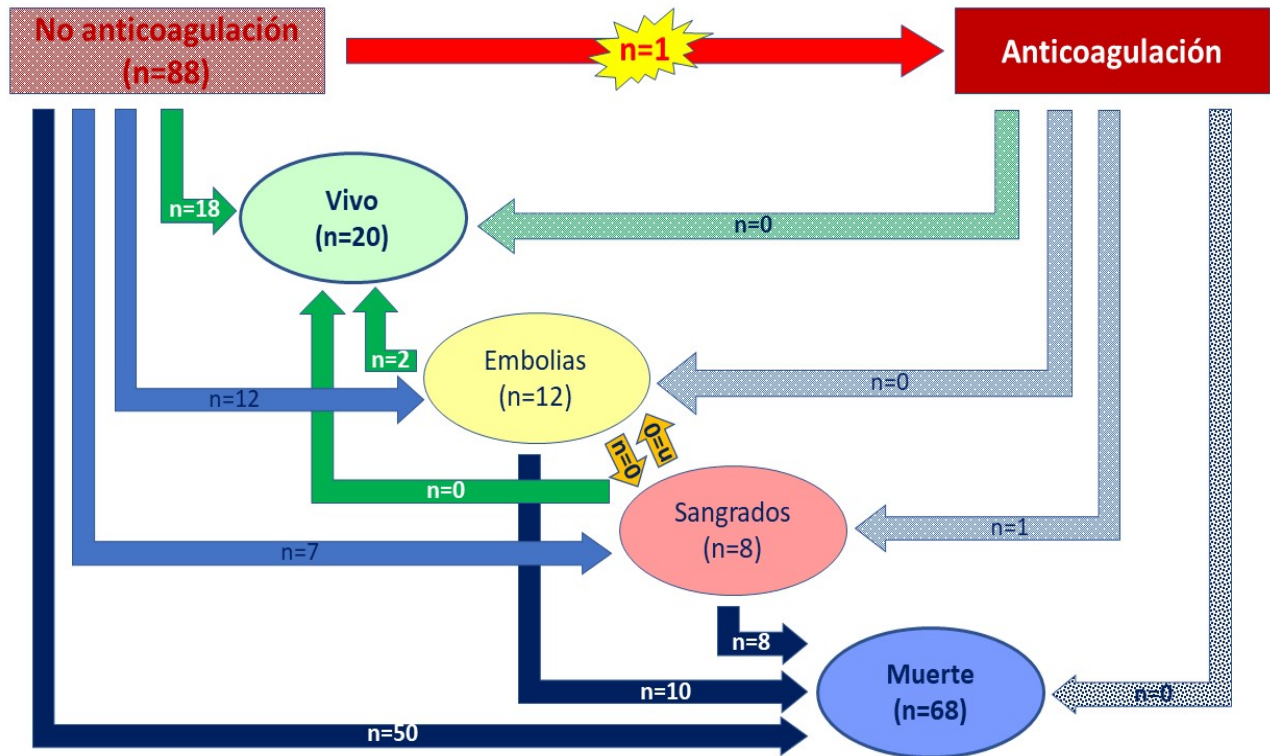 No anticoagulación
(n=88)
n=1
Anticoagulación
n=18
Vivo
(n=20)
n=0
n=2
Embolias
(n=12)
n=12
n=0
n=0
n=0
n=0
Sangrados
(n=8)
n=7
n=1
n=8
Muerte
(n=68)
n=10
n=0
n=50